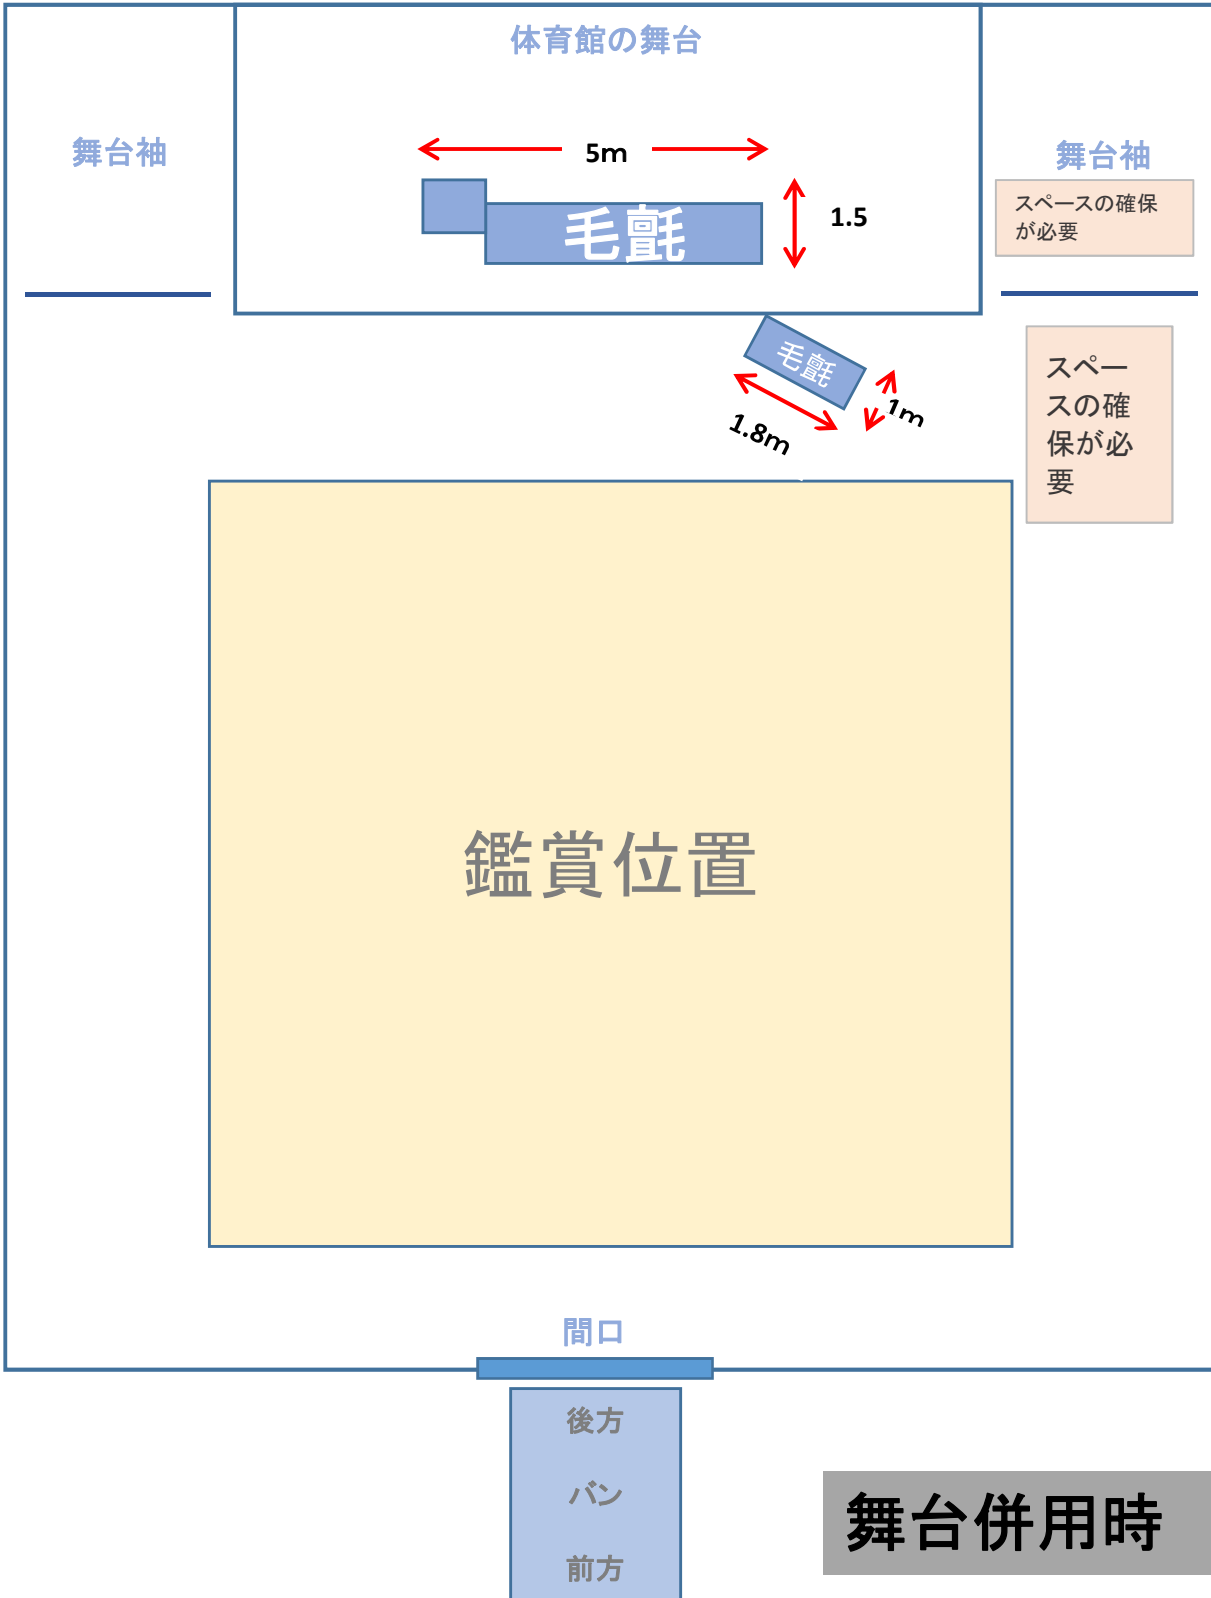 体育館の舞台
舞台袖
5m
舞台袖
スペースの確保
が必要
毛氈
1.5
毛氈
1.8m
1m
スペー
スの確
保が必
要
鑑賞位置
間口
後方
バン
前方
舞台併用時